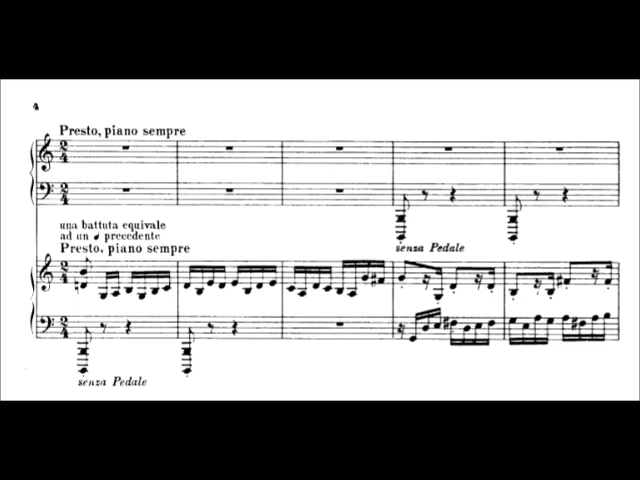 4
Presto, piano sempre
una battuta equivale
ad un 𝅗𝅥 precedente
senza Pedale
Presto, piano sempre
senza Pedale